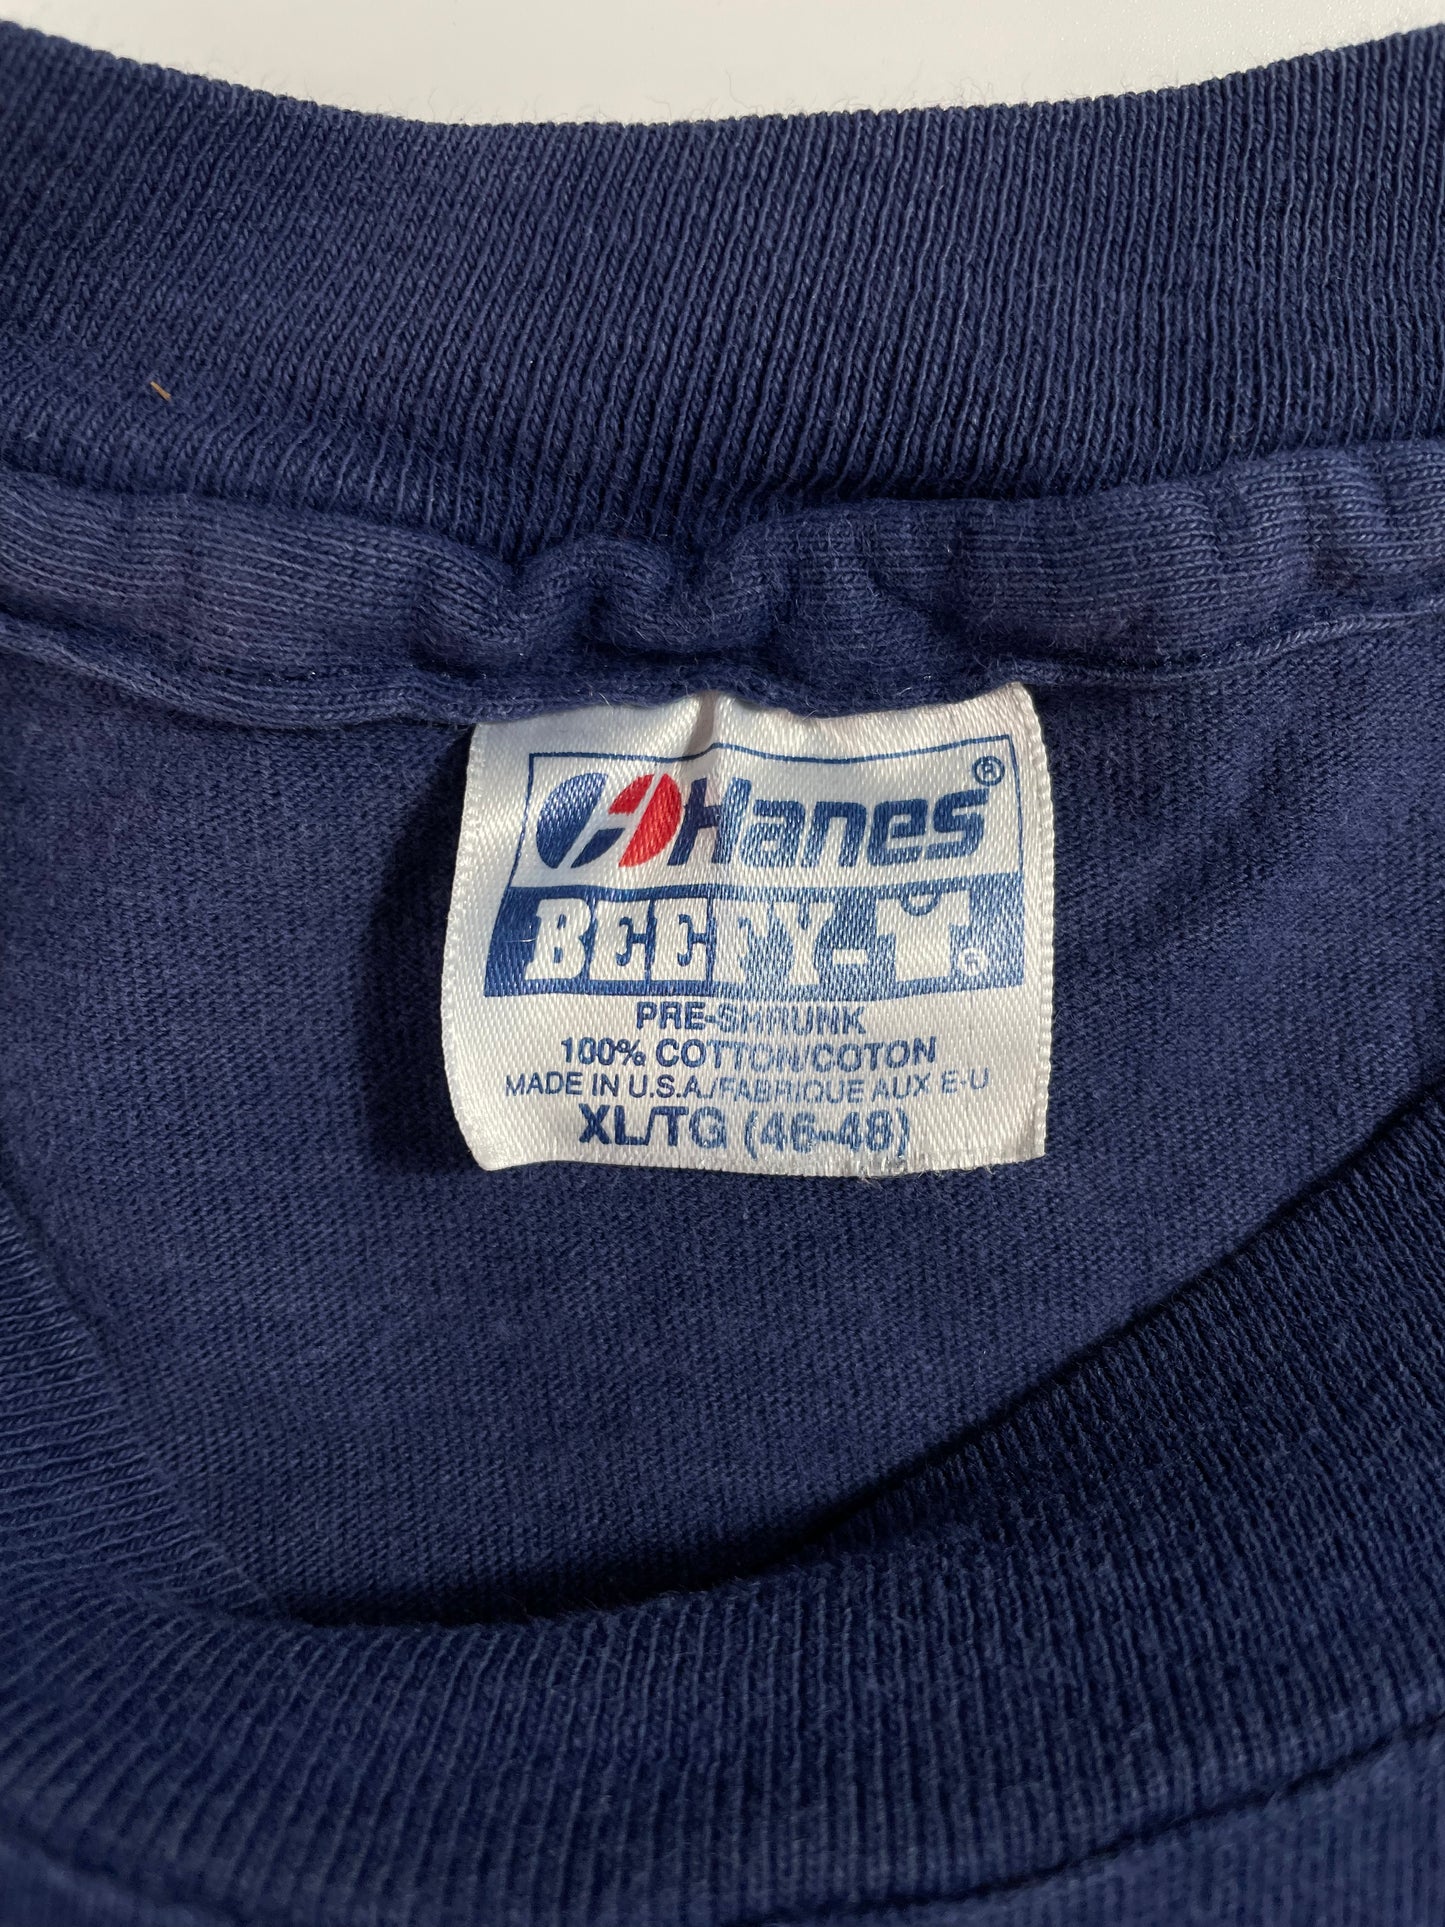 Hanes®
BEEFY-T®
PRE-SHRUNK
100% COTTON/COTON
MADE IN U.S.A./FABRIQUE AUX E-U
XL/TG (46-48)